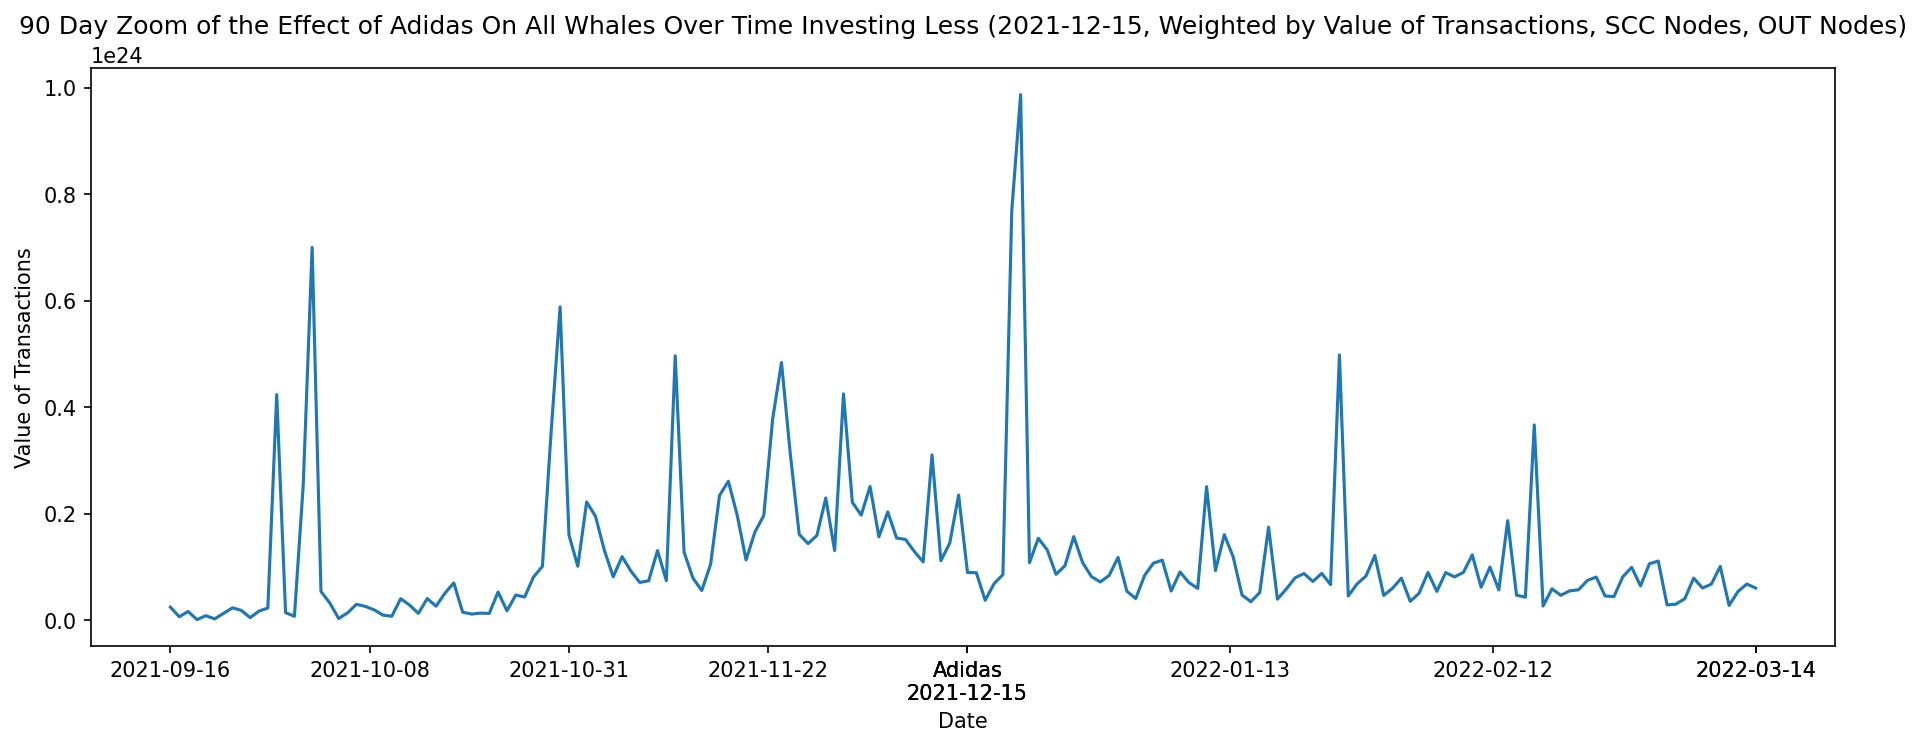 90 Day Zoom of the Effect of Adidas On All Whales Over Time Investing Less (2021-12-15, Weighted by Value of Transactions, SCC Nodes, OUT Nodes)
1e24
1.0
0.8
0.6
0.4
0.2
0.0
Value of Transactions
2021-09-16 2021-10-08 2021-10-31 2021-11-22 Adidas 2022-01-13 2022-02-12 2022-03-14
2021-12-15
Date